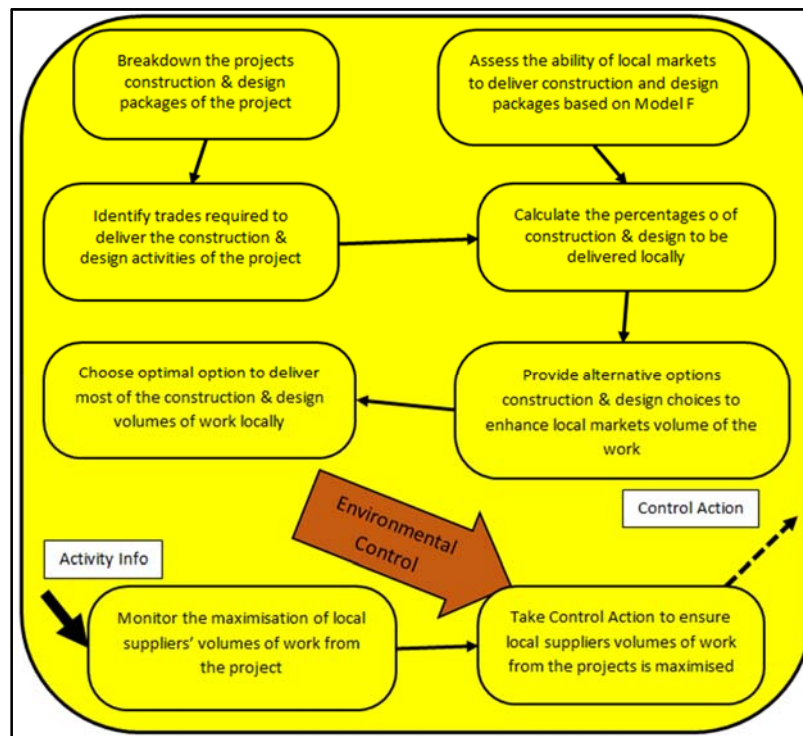 Breakdown the projects
construction & design
packages of the project
Assess the ability of local markets
to deliver construction and design
packages based on Model F
Identify trades required to
deliver the construction &
design activities of the project
Calculate the percentages o of
construction & design to be
delivered locally
Choose optimal option to deliver
most of the construction & design
volumes of work locally
Provide alternative options
construction & design choices to
enhance local markets volume of the
work
Environmental
Control
Control Action
Activity Info
Monitor the maximisation of local
suppliers’ volumes of work from
the project
Take Control Action to ensure
local suppliers volumes of work
from the projects is maximised